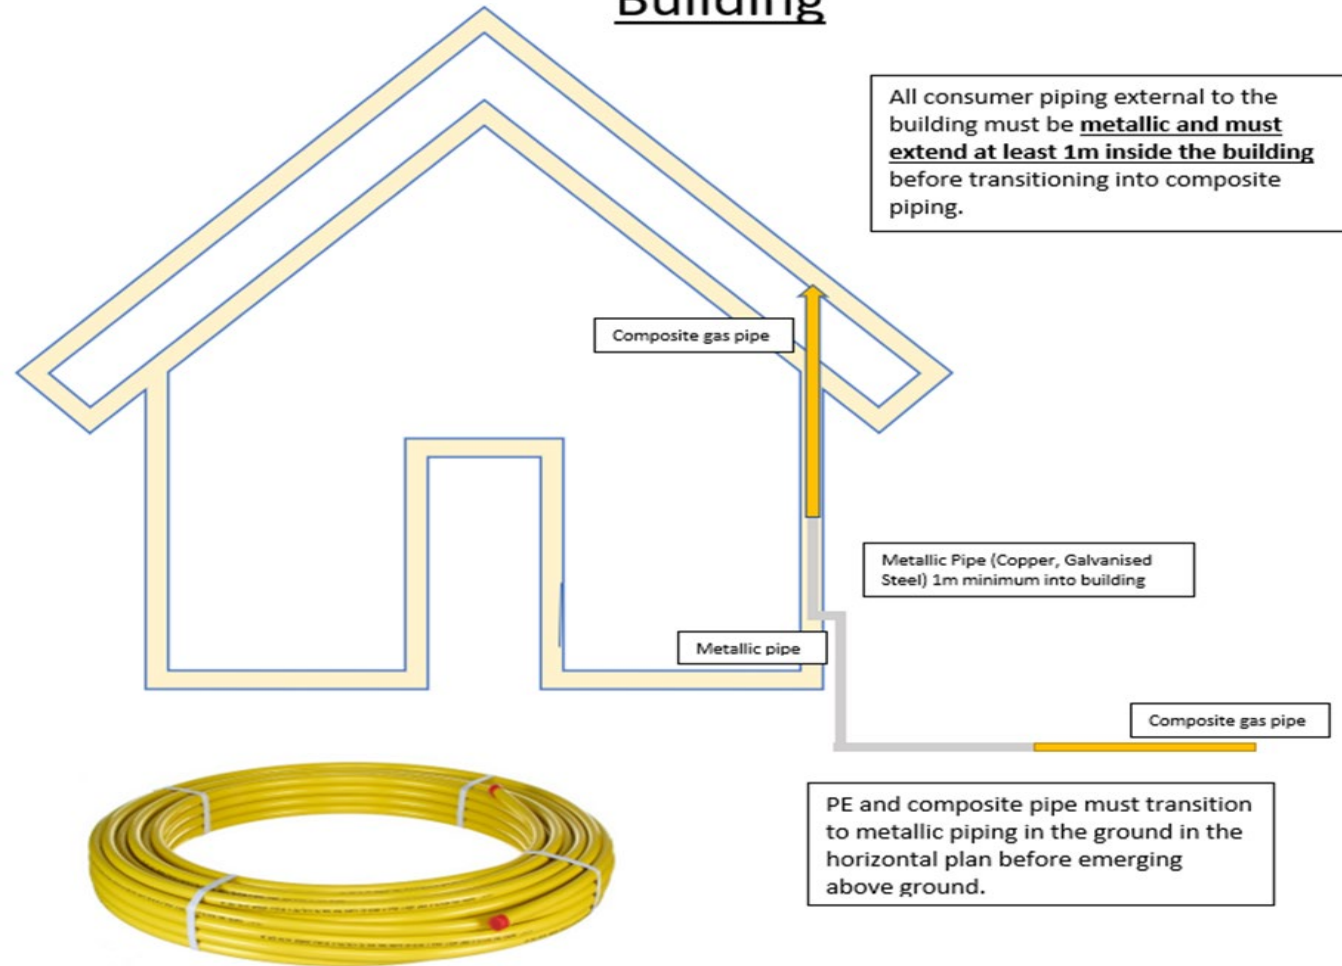 Building
All consumer piping external to the
building must be metallic and must
extend at least 1m inside the building
before transitioning into composite
piping.
Composite gas pipe
Metallic Pipe (Copper, Galvanised
Steel) 1m minimum into building
Metallic pipe
Composite gas pipe
PE and composite pipe must transition
to metallic piping in the ground in the
horizontal plan before emerging
above ground.